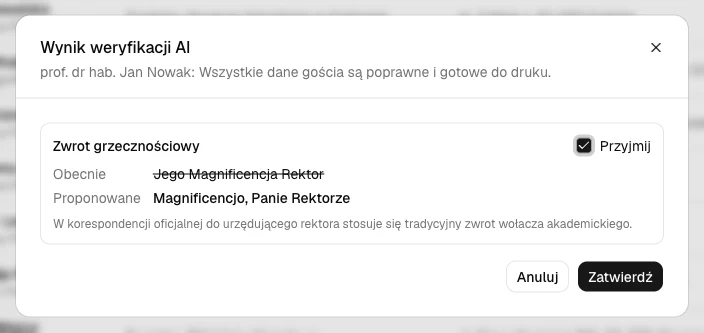 Wynik weryfikacji AI
prof. dr hab. Jan Nowak: Wszystkie dane gościa są poprawne i gotowe do druku.
Zwrot grzecznościowy
Przyjmij
Obecnie Jego Magnificencja Rektor
Proponowane Magnificencjo, Panie Rektorze
W korespondencji oficjalnej do urzędującego rektora stosuje się tradycyjny zwrot wołacza akademickiego.
Anuluj
Zatwierdź